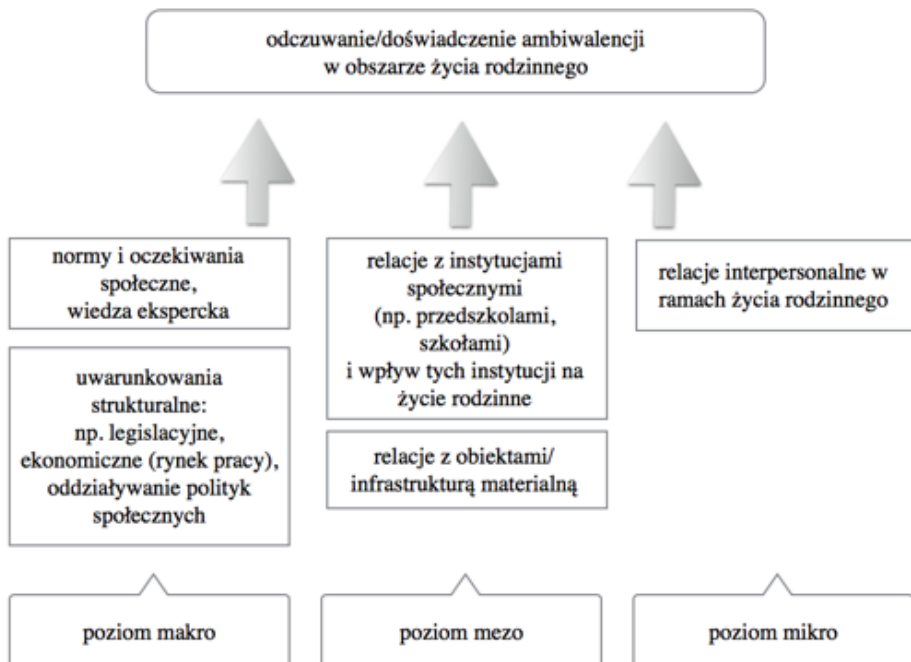 odczuwanie/doświadczenie ambiwalencji
w obszarze życia rodzinnego
normy i oczekiwania
społeczne,
wiedza ekspercka
uwarunkowania
strukturalne:
np. legislacyjne,
ekonomiczne (rynek pracy),
oddziaływanie polityk
społecznych
relacje z instytucjami
społecznymi
(np. przedszkolami,
szkołami)
i wpływ tych instytucji na
życie rodzinne
relacje z obiektami/
infrastrukturą materialną
relacje interpersonalne w
ramach życia rodzinnego
poziom makro
poziom mezo
poziom mikro